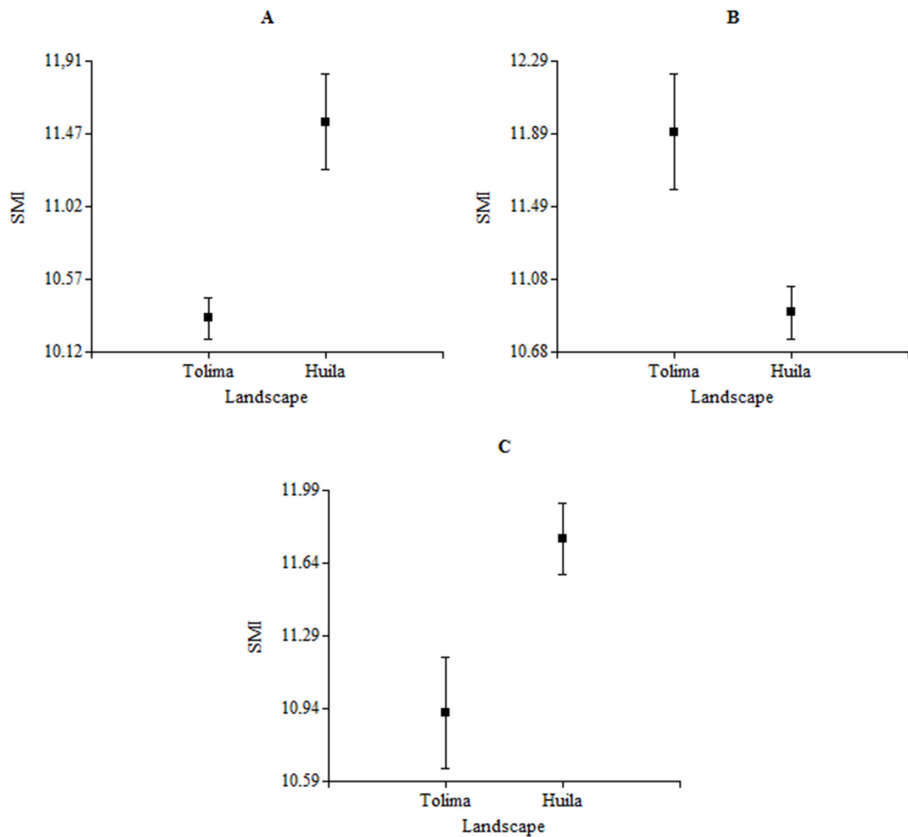 A
11,91
11.47
11.02
10.57
10.12
SMI
Tolima Huila
Landscape
B
12.29
11.89
11.49
11.08
10.68
SMI
Tolima Huila
Landscape
C
11.99
11.64
11.29
10.94
10.59
SMI
Tolima Huila
Landscape